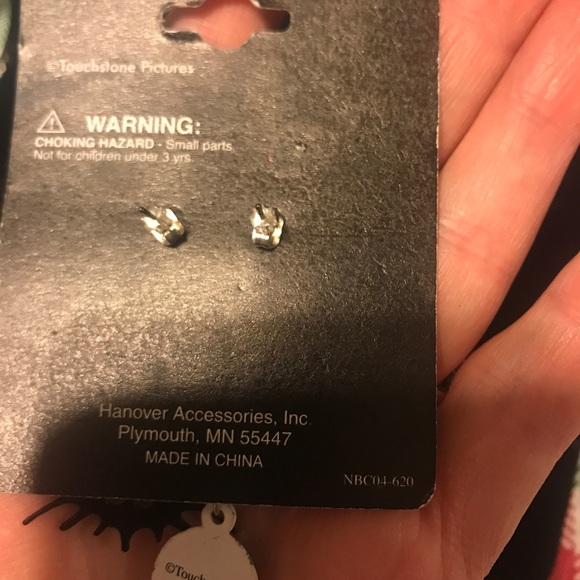 ©Touchstone Pictures
WARNING:
CHOKING HAZARD - Small parts
Not for children under 3 yrs.
Hanover Accessories, Inc.
Plymouth, MN 55447
MADE IN CHINA
NBC04-620
©Touch